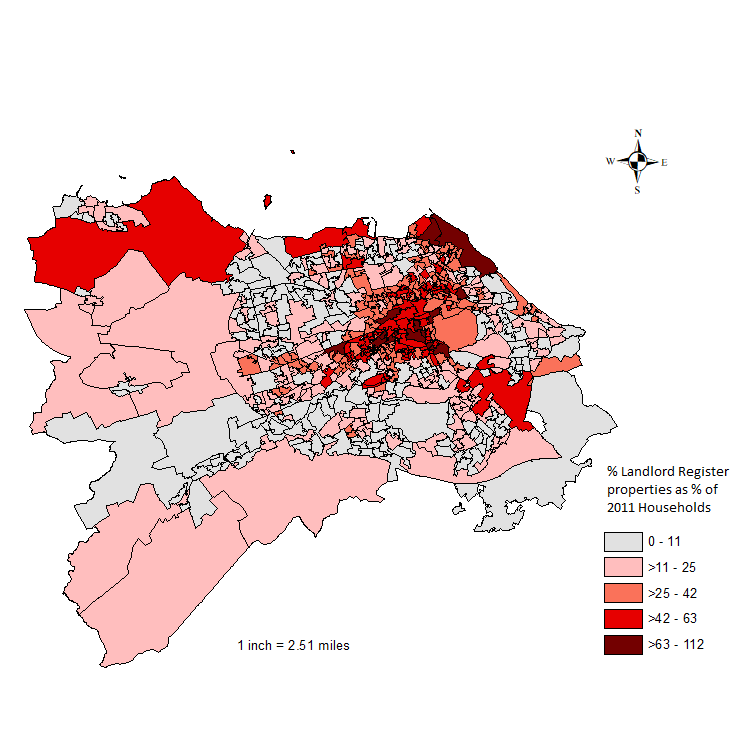 N
W E
S
% Landlord Register
properties as % of
2011 Households
0 - 11
>11 - 25
>25 - 42
>42 - 63
>63 - 112
1 inch = 2.51 miles